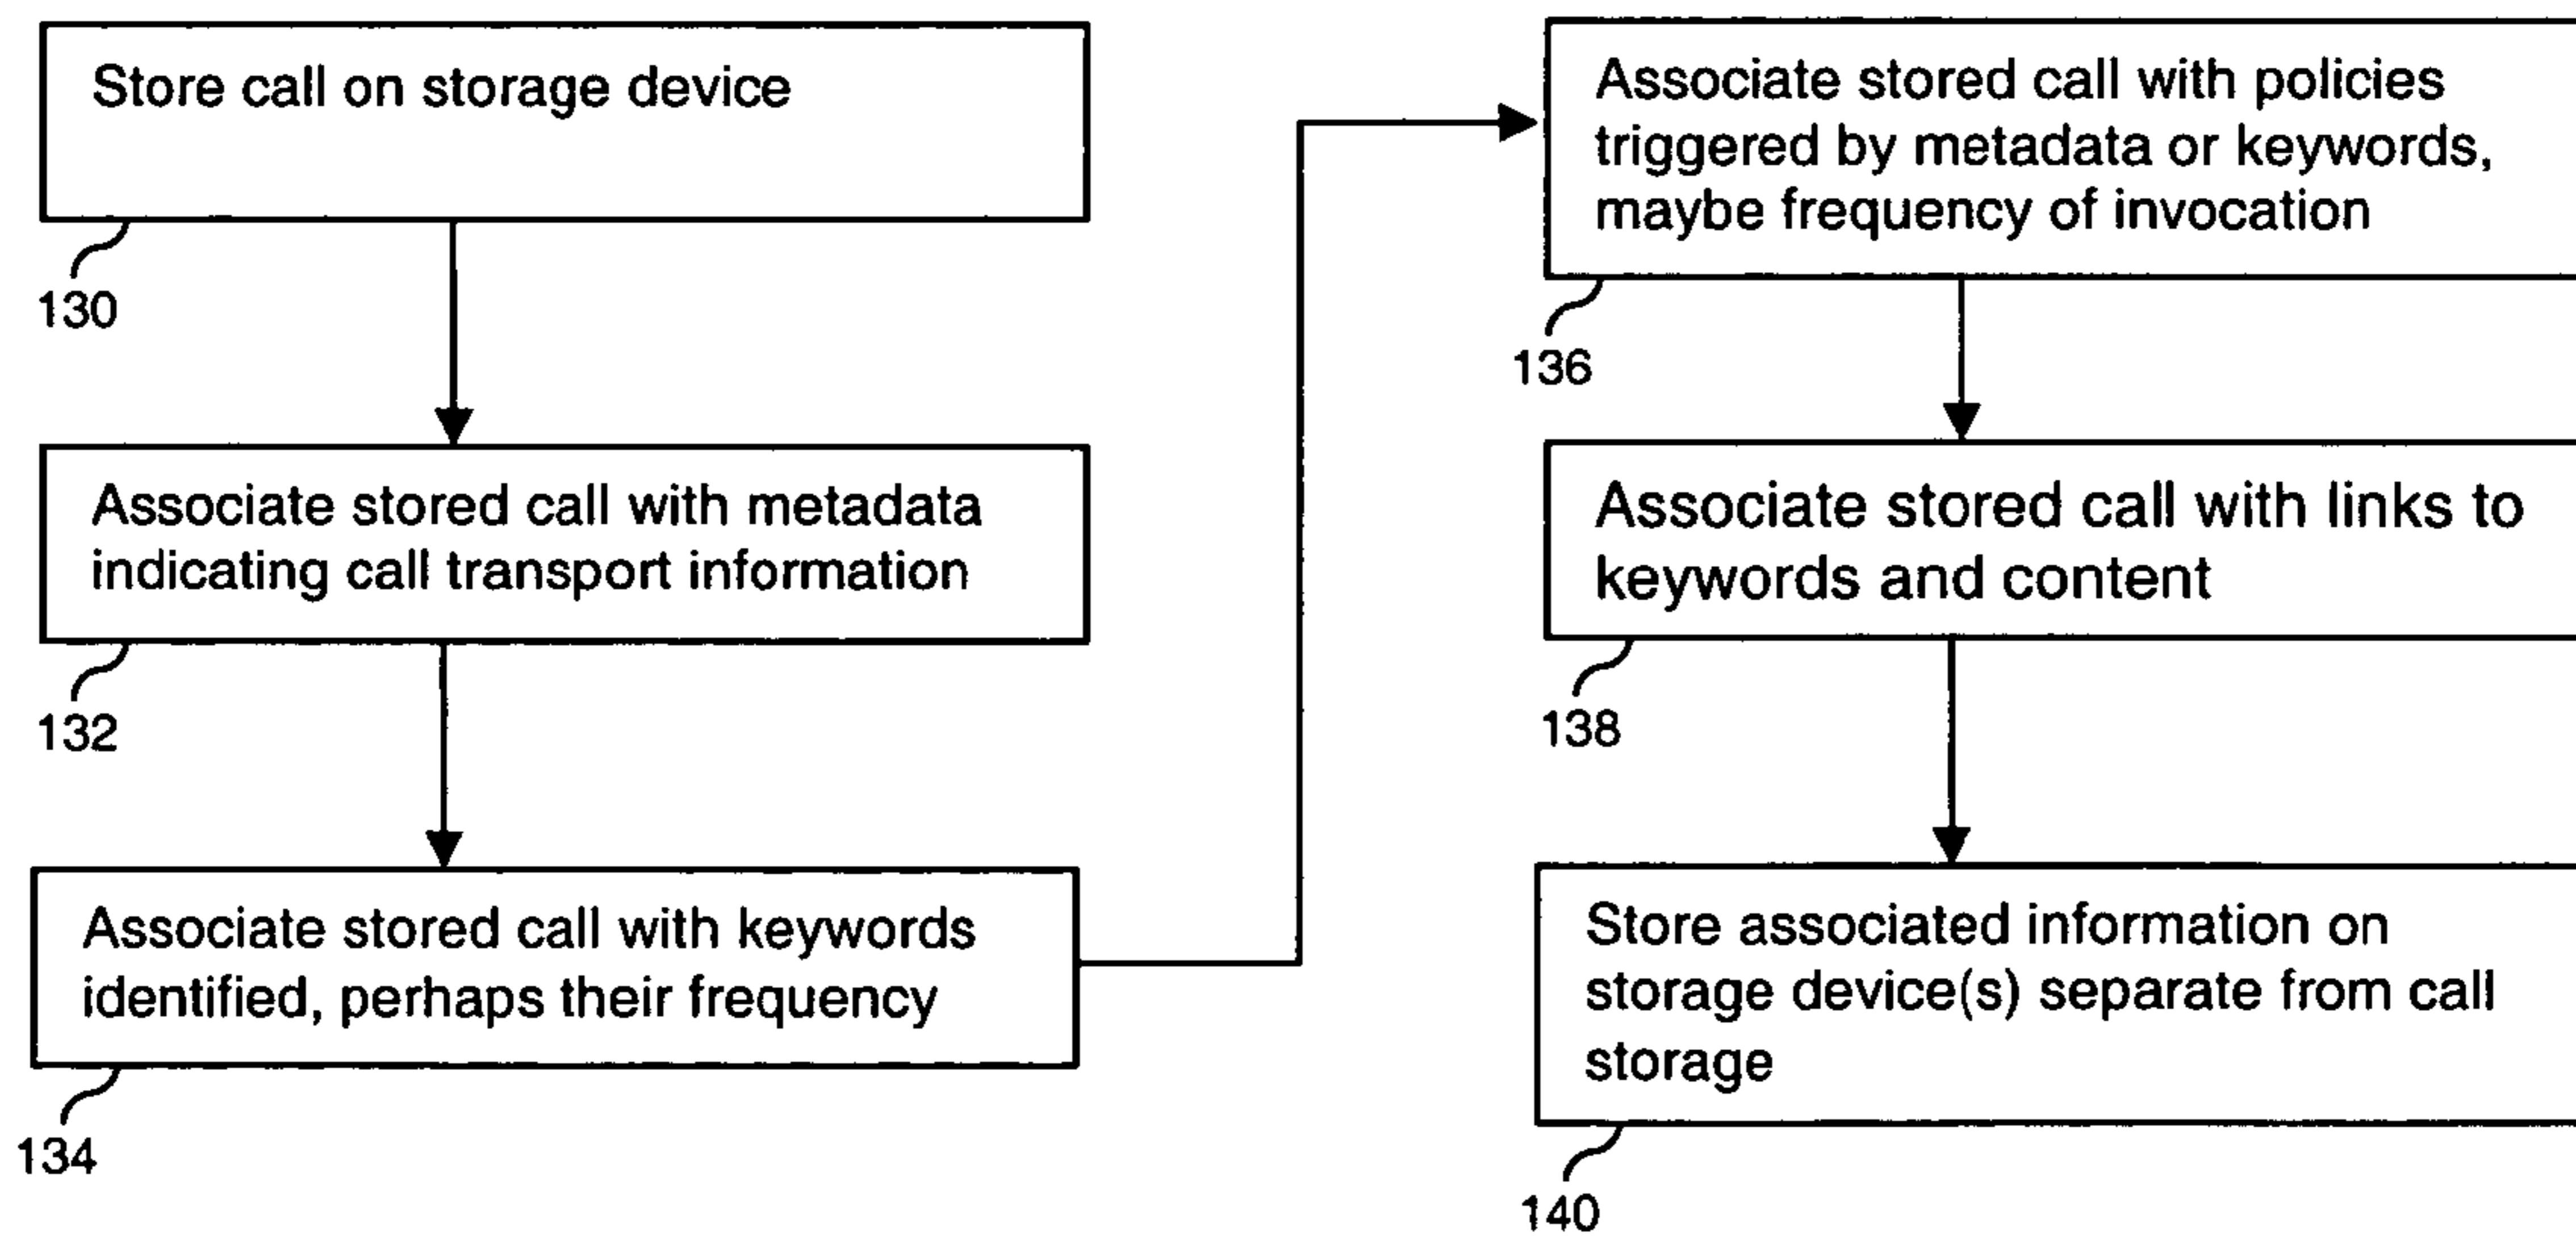 Store call on storage device
130
Associate stored call with metadata
indicating call transport information
132
Associate stored call with keywords
identified, perhaps their frequency
134
Associate stored call with policies
triggered by metadata or keywords,
maybe frequency of invocation
136
Associate stored call with links to
keywords and content
138
Store associated information on
storage device(s) separate from call
storage
140